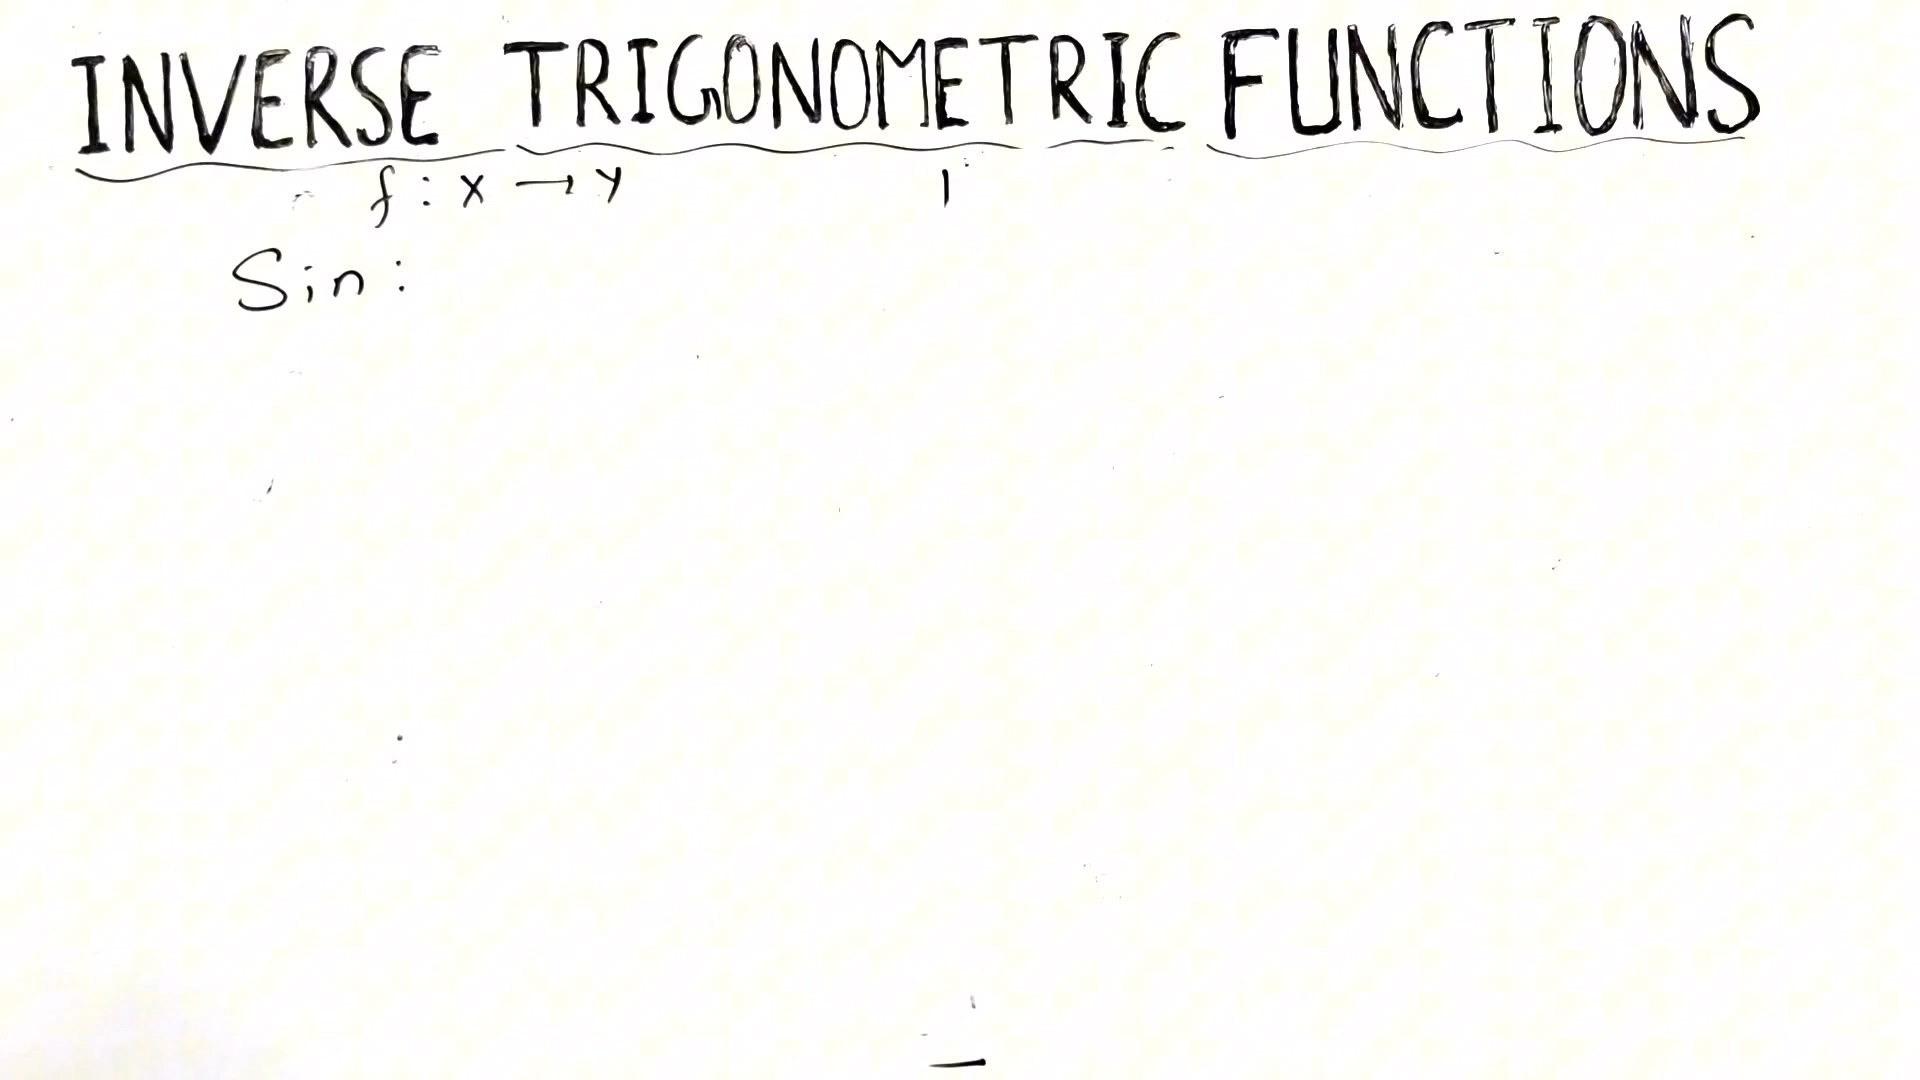 INVERSE TRIGONOMETRIC FUNCTIONS
f : x → y
Sin :